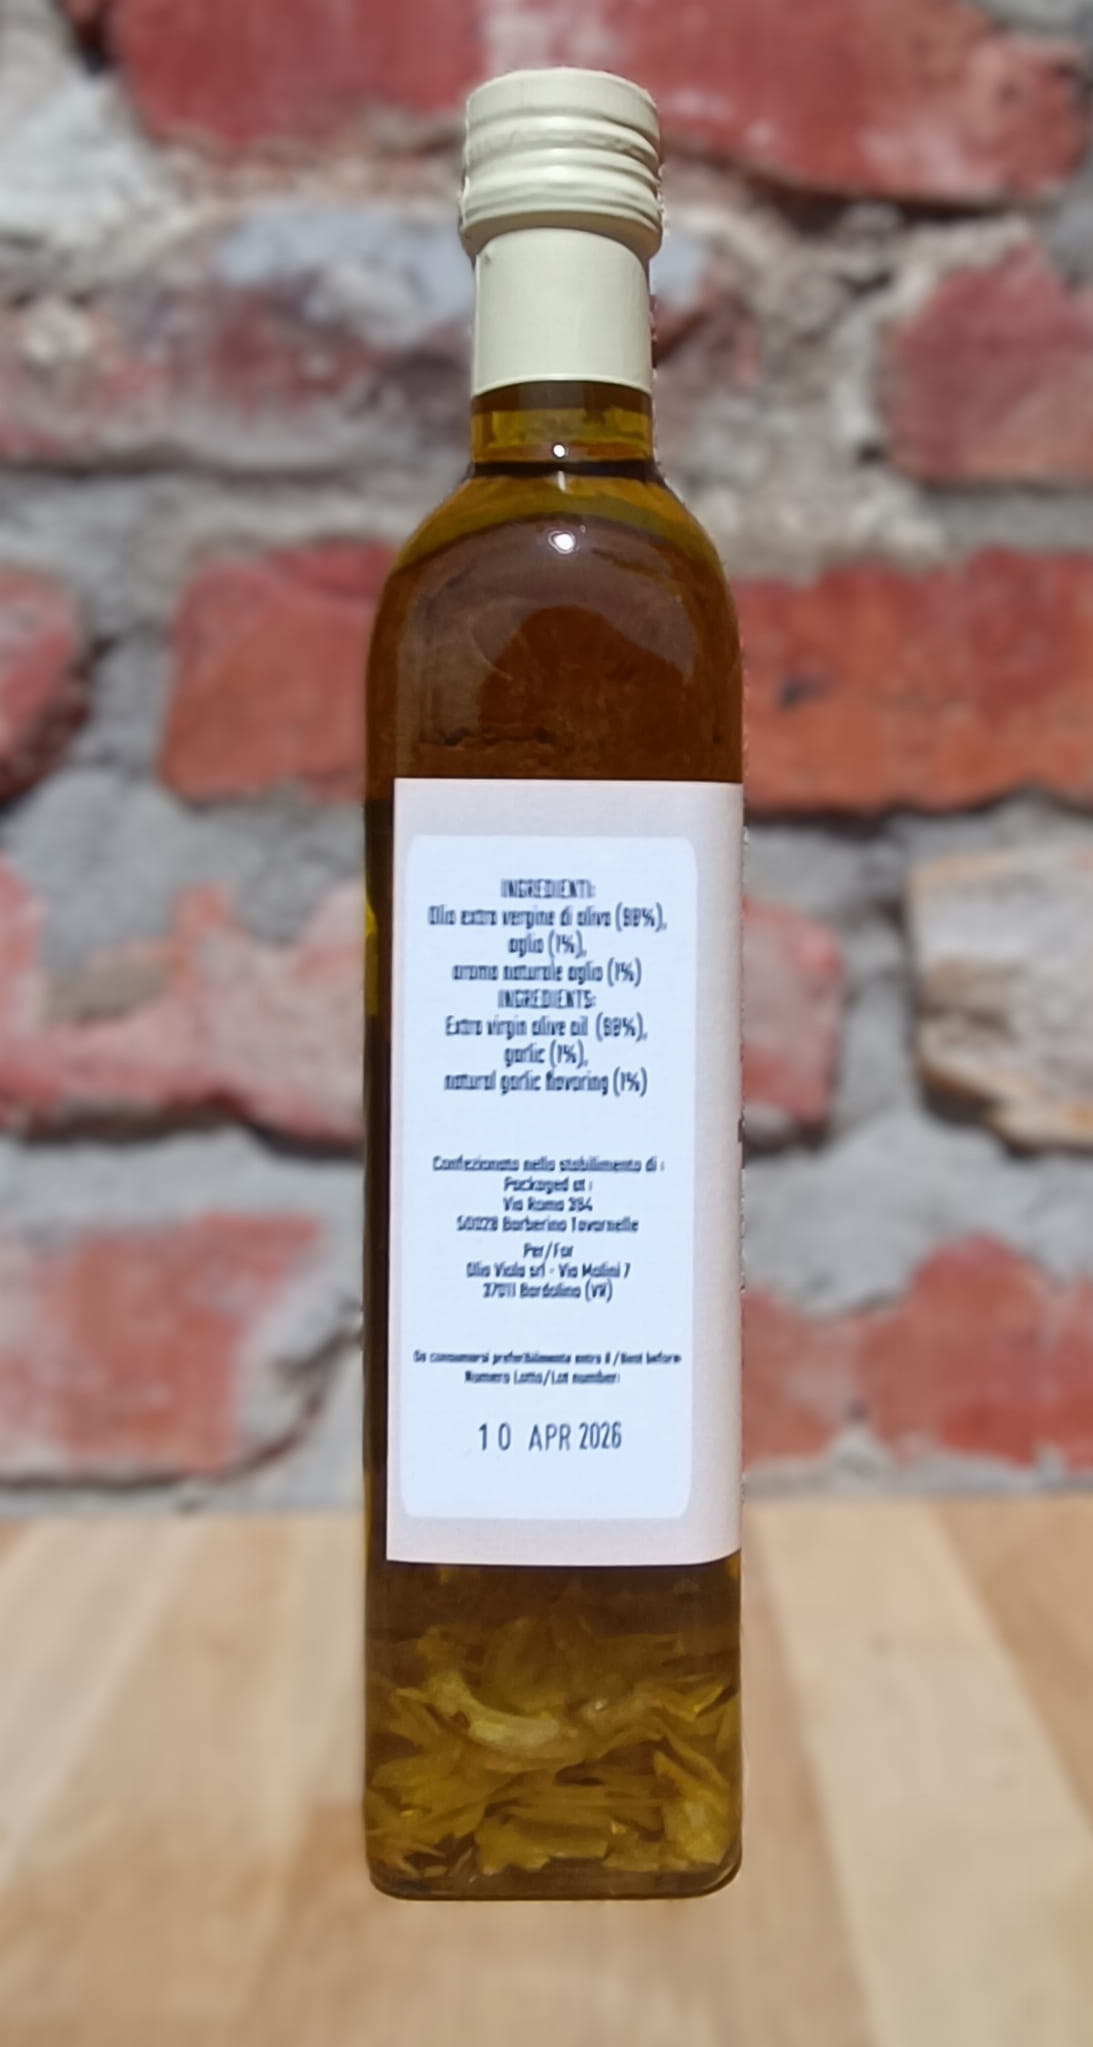 INGREDIENTI:
Olio extra vergine di oliva (98%),
aglio (1%),
aroma naturale aglio (1%)
INGREDIENTS:
Extra virgin olive oil (98%),
garlic (1%),
natural garlic flavoring (1%)
Confezionato nello stabilimento di :
Packaged at :
Via Roma 394
50028 Barberino Tavarnelle
Per/For
Olio Viola srl - Via Molini 7
37011 Bardolino (VR)
Da consumarsi preferibilmente entro il /Best before-
Numero Lotto/Lot number:
10 APR 2026